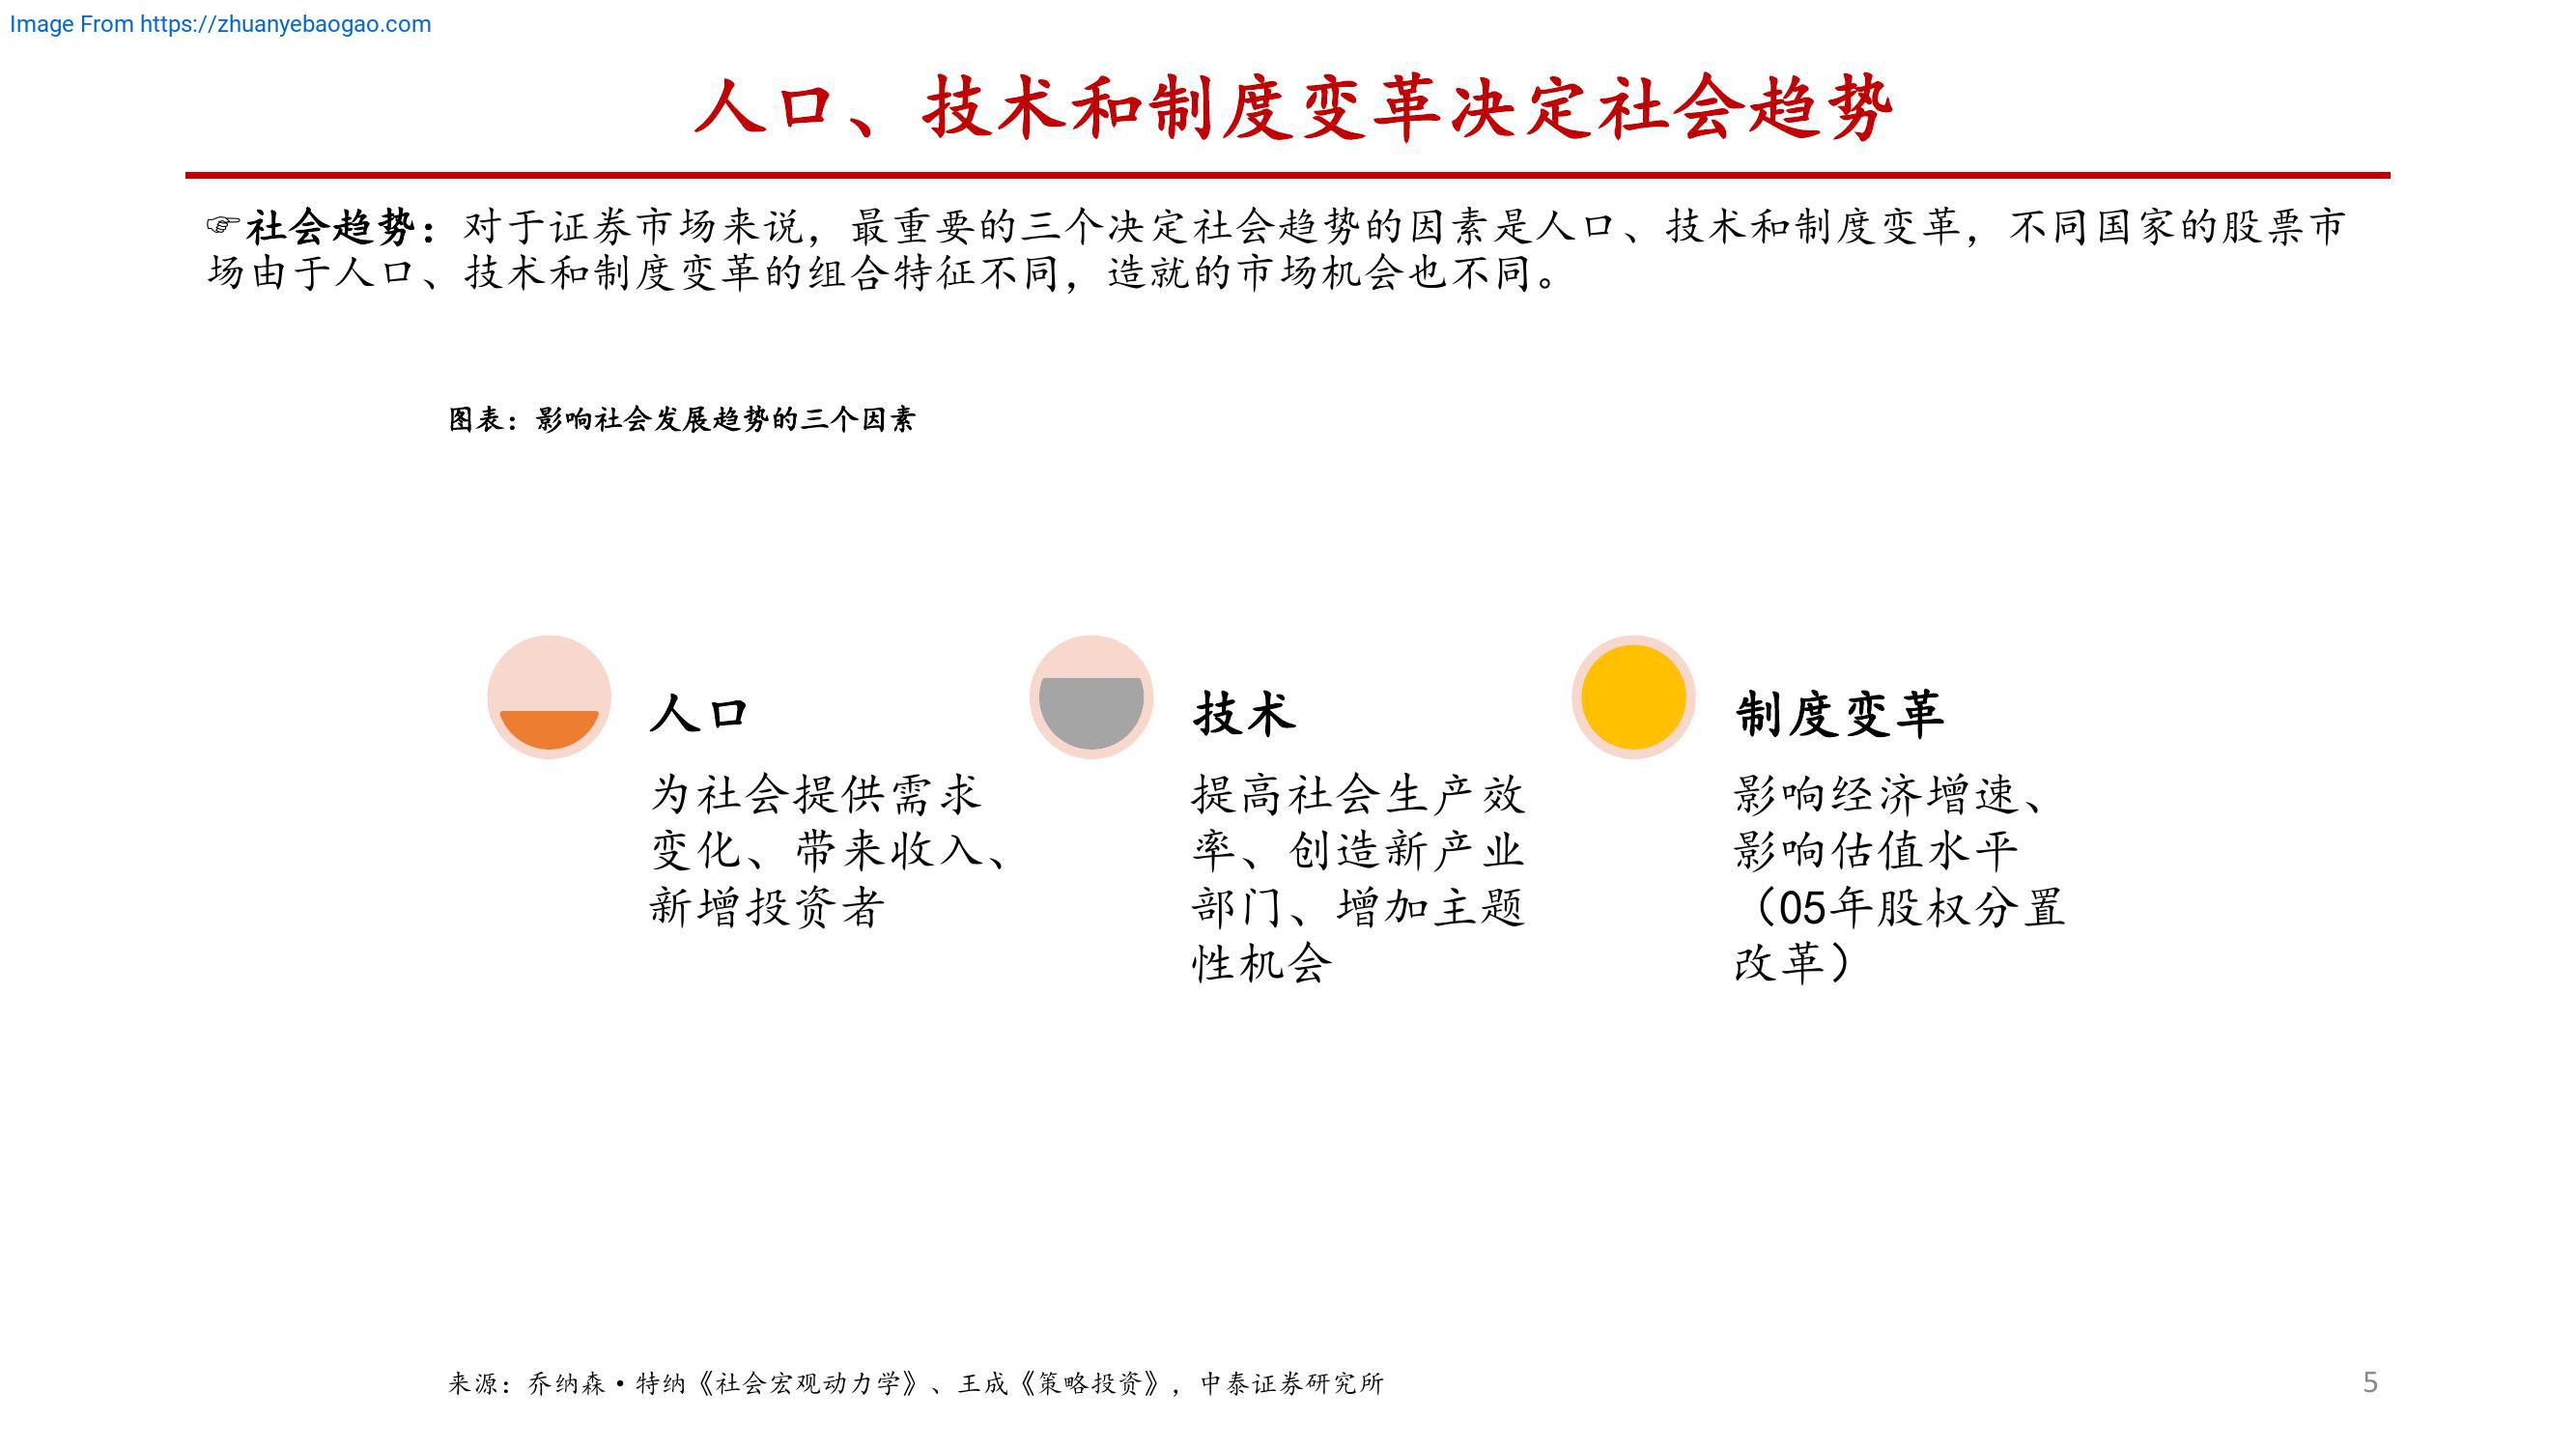 Image From https://zhuanyebaogao.com
人口、技术和制度变革决定社会趋势
☞社会趋势：对于证券市场来说，最重要的三个决定社会趋势的因素是人口、技术和制度变革，不同国家的股票市
场由于人口、技术和制度变革的组合特征不同，造就的市场机会也不同。
图表：影响社会发展趋势的三个因素
人口
为社会提供需求
变化、带来收入、
新增投资者
技术
提高社会生产效
率、创造新产业
部门、增加主题
性机会
制度变革
影响经济增速、
影响估值水平
（05年股权分置
改革）
来源：乔纳森·特纳《社会宏观动力学》、王成《策略投资》，中泰证券研究所
5